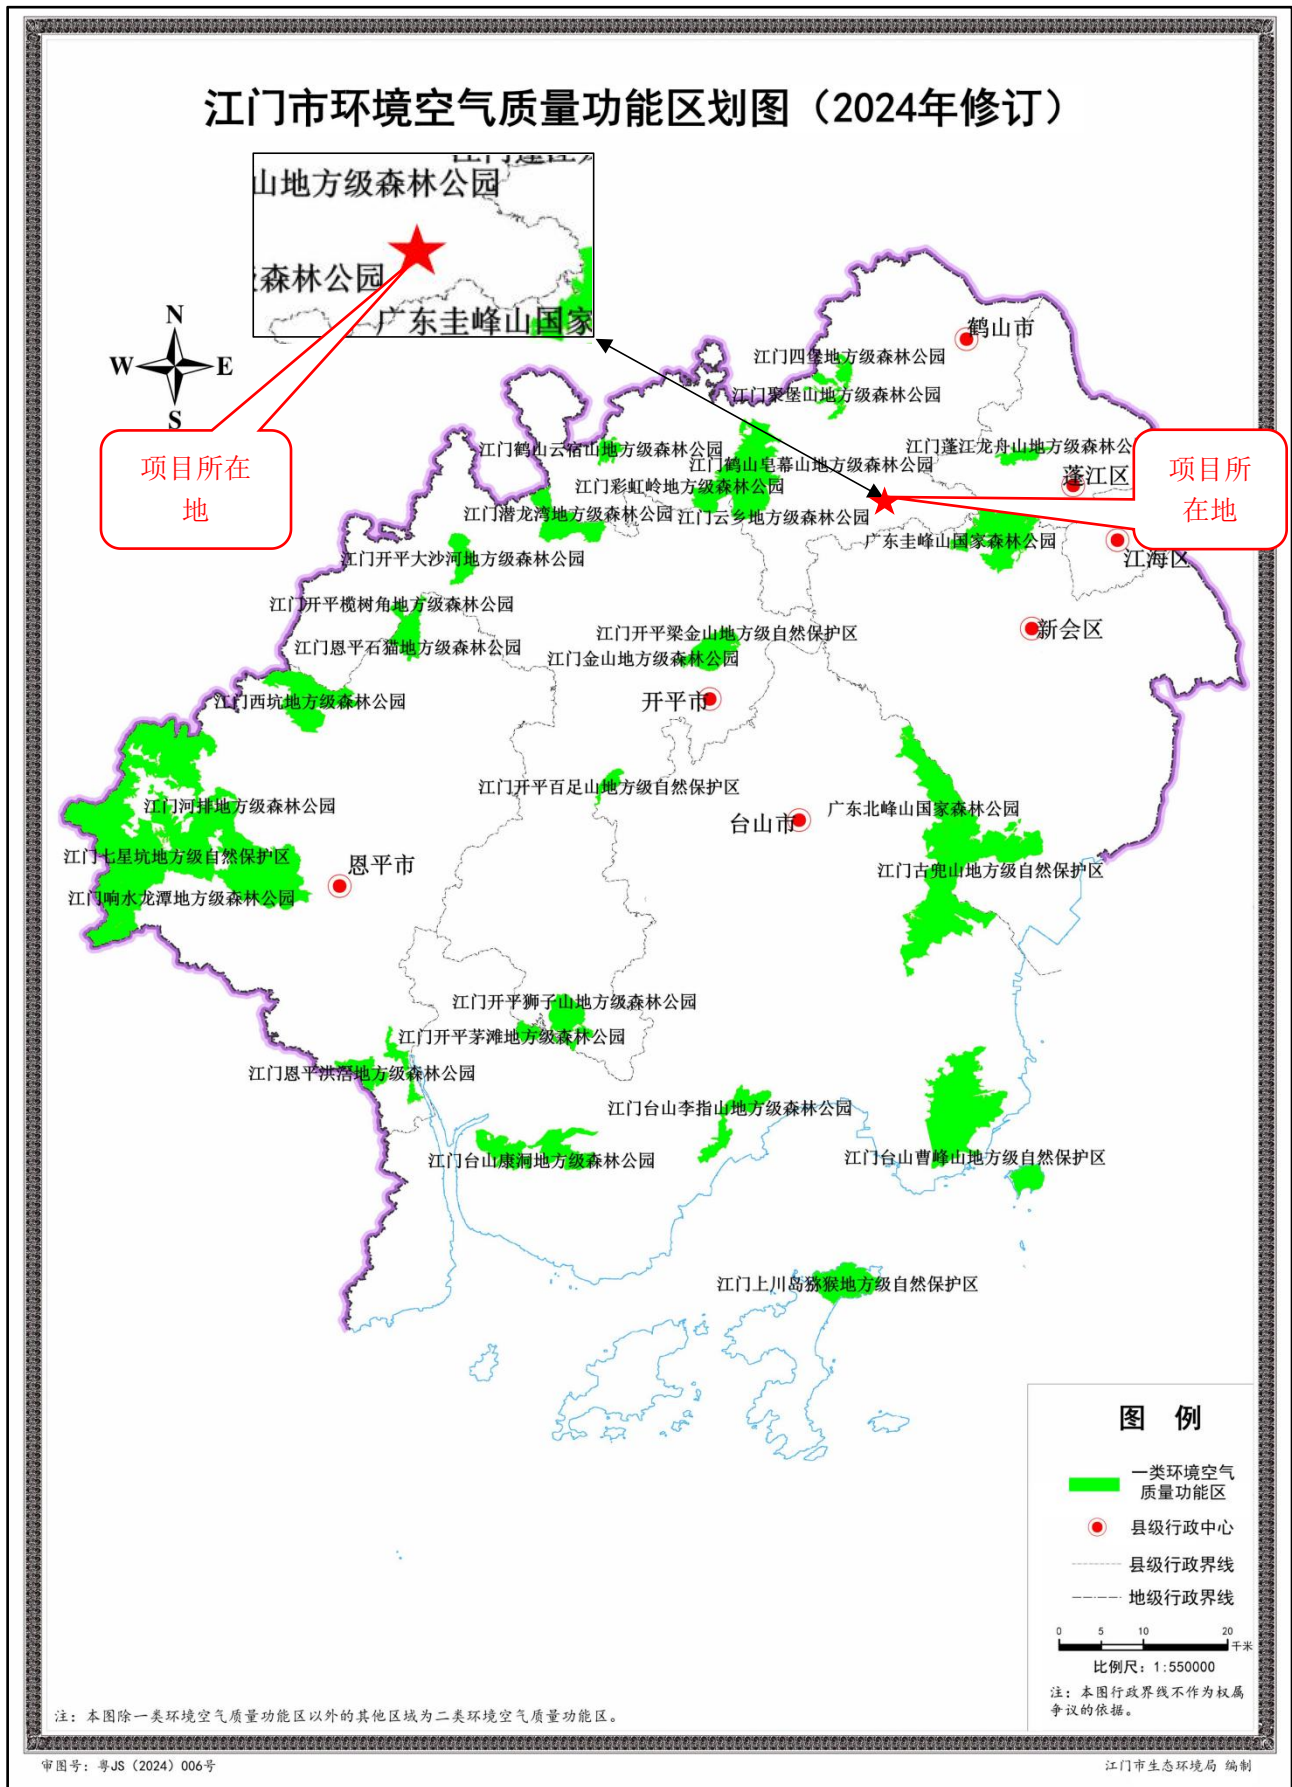 江门市环境空气质量功能区划图（2024年修订）
山地方级森林公园
森林公园
广东圭峰山国家
N
W
E
S
项目所在
地
鹤山市
江门四堡地方级森林公园
江门聚堡山地方级森林公园
江门鹤山云宿山地方级森林公园
江门蓬江龙舟山地方级森林公
江门鹤山皂幕山地方级森林公园
项目所
在地
蓬江区
江门彩虹岭地方级森林公园
江门潜龙湾地方级森林公园
江门云乡地方级森林公园
广东圭峰山国家森林公园
江海区
江门开平大沙河地方级森林公园
江门开平榄树角地方级森林公园
新会区
江门开平梁金山地方级自然保护区
江门恩平石猫地方级森林公园
江门金山地方级森林公园
江门西坑地方级森林公园
开平市
江门开平百足山地方级自然保护区
江门河排地方级森林公园
广东北峰山国家森林公园
台山市
江门七星坑地方级自然保护区
恩平市
江门古兜山地方级自然保护区
江门响水龙潭地方级森林公园
江门开平狮子山地方级森林公园
江门开平茅滩地方级森林公园
江门恩平洪滘地方级森林公园
江门台山李指山地方级森林公园
江门台山康洞地方级森林公园
江门台山曹峰山地方级自然保护区
江门上川岛猕猴地方级自然保护区
图 例
一类环境空气
质量功能区
县级行政中心
县级行政界线
地级行政界线
0 5 10 20
千米
比例尺：1:550000
注：本图行政界线不作为权属
争议的依据。
注：本图除一类环境空气质量功能区以外的其他区域为二类环境空气质量功能区。
审图号：粤JS（2024）006号
江门市生态环境局 编制